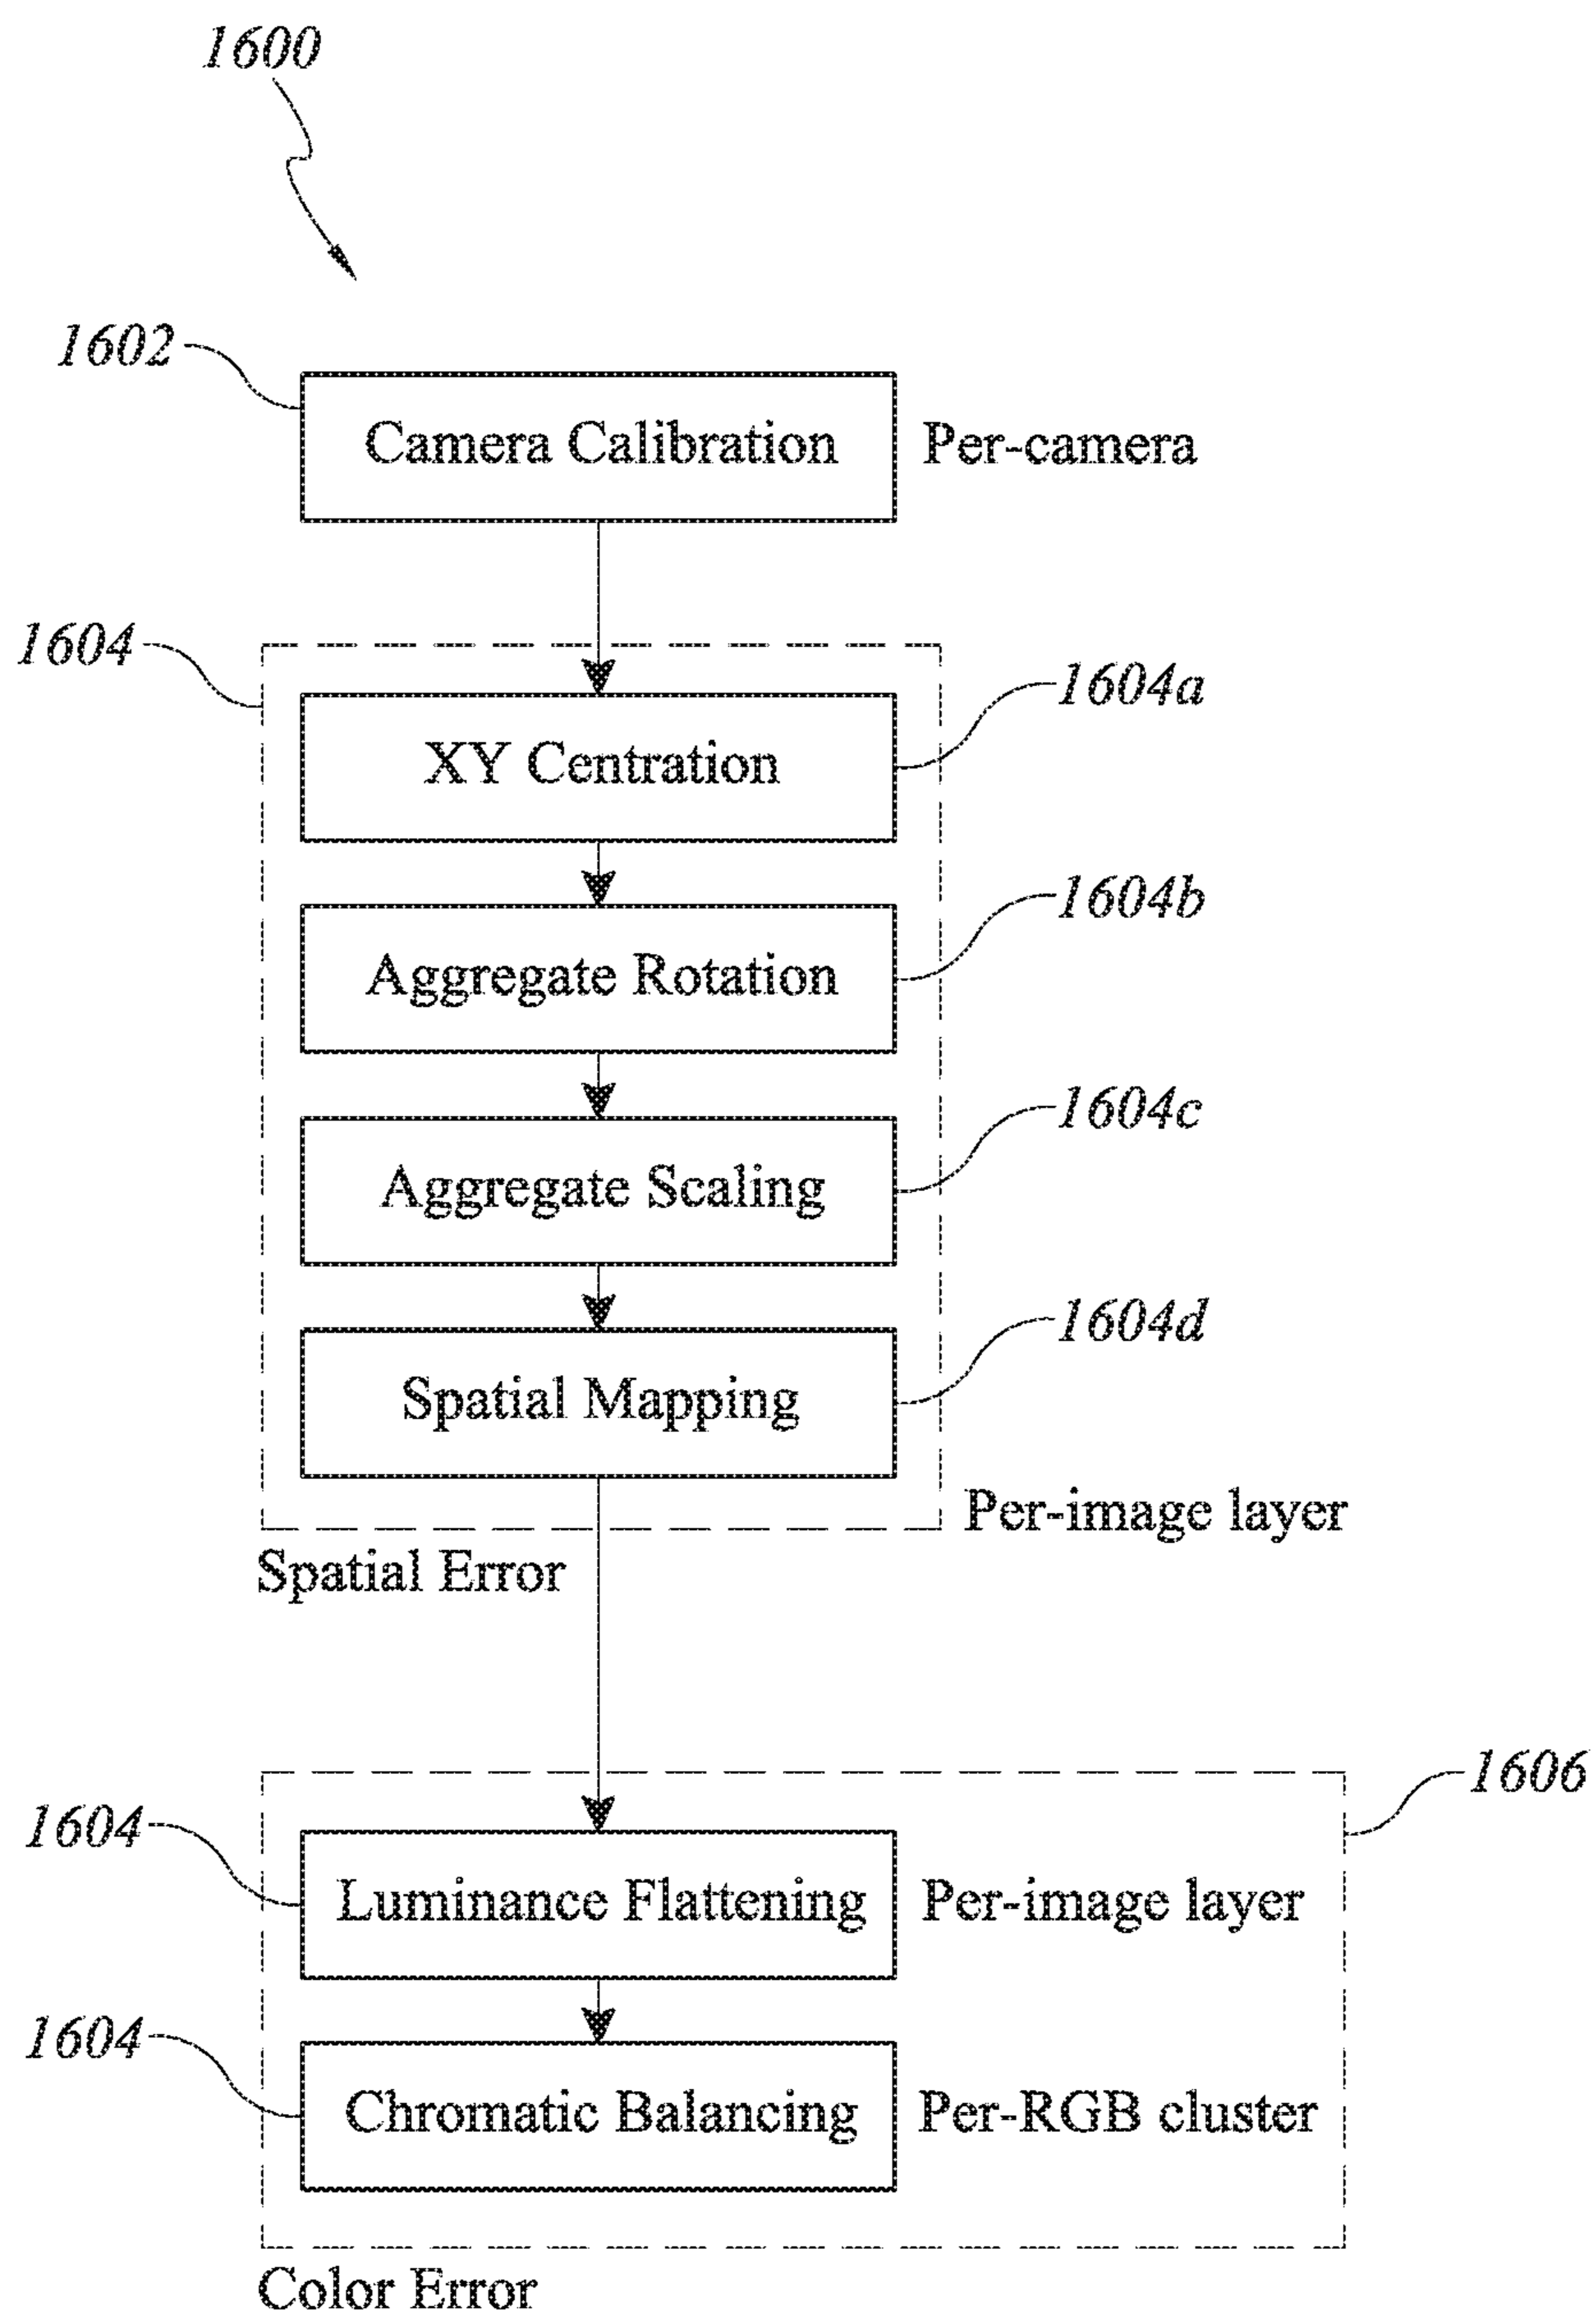 1600
1602
Camera Calibration
Per-camera
1604
1604a
XY Centration
1604b
Aggregate Rotation
1604c
Aggregate Scaling
1604d
Spatial Mapping
Per-image layer
Spatial Error
1606
1604
Luminance Flattening
Per-image layer
1604
Chromatic Balancing
Per-RGB cluster
Color Error